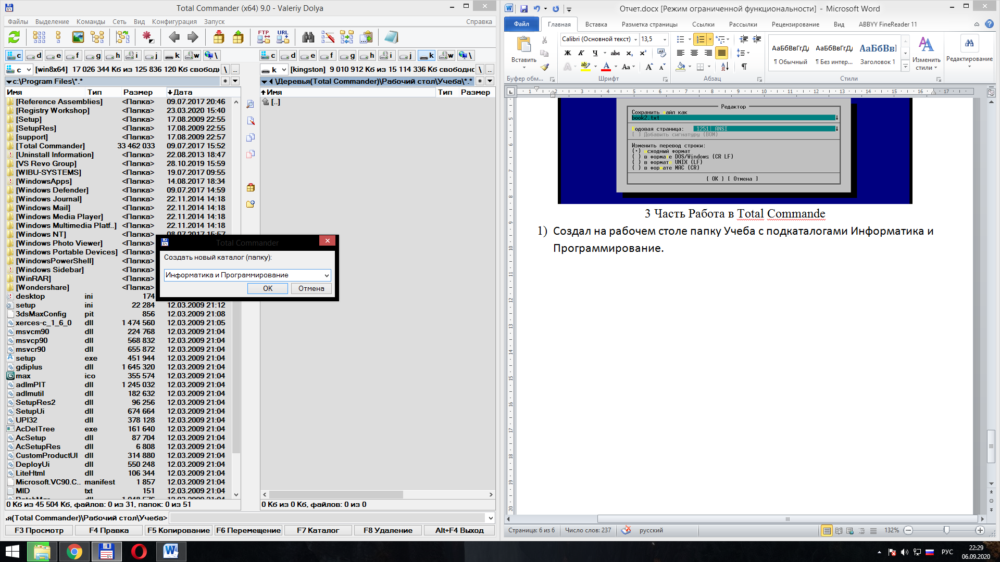 Total Commander (x64) 9.0 - Valeriy Dolya
Файлы Выделение Команды Сеть Вид Конфигурация Запуск Справка
FTP URL
c d e f g h i j k w \
c d e f g h i j k w \
c [win8x64] 17 026 344 Кб из 125 836 120 Кб свободн \ ..
k [kingston] 9 010 912 Кб из 15 114 336 Кб свободно \ ..
c:\Program Files\*.* * 
\Деревья(Total Commander)\Рабочий стол\Учеба\*.* *
Имя Тип Размер Дата
Имя Тип Размер
[..]
[Reference Assemblies] <Папка> 09.07.2017 20:46
[Registry Workshop] <Папка> 23.03.2020 15:40
[Setup] <Папка> 17.08.2009 22:55
[SetupRes] <Папка> 17.08.2009 22:55
[support] <Папка> 17.08.2009 22:57
[Total Commander] 33 462 033 09.07.2017 15:52
[Uninstall Information] <Папка> 22.08.2013 18:47
[VS Revo Group] <Папка> 28.10.2019 15:59
[WIBU-SYSTEMS] <Папка> 19.07.2017 09:55
[WindowsApps] <Папка> 14.08.2017 18:34
[Windows Defender] <Папка> 09.07.2017 14:59
[Windows Journal] <Папка> 22.11.2014 14:18
[Windows Mail] <Папка> 22.11.2014 14:18
[Windows Media Player] <Папка> 22.11.2014 14:18
[Windows Multimedia Platf..] <Папка> 22.11.2014 14:18
[Windows NT] <Папка> 08.07.2017 15:57
[Windows Photo Viewer] <Папка>
[Windows Portable Devices] <Папка>
[WindowsPowerShell] <Папка>
[Windows Sidebar] <Папка>
[WinRAR] <Папка>
[Wondershare] <Папка>
desktop ini 174
setup ini 22 284 12.03.2009 21:12
3dsMaxConfig pit 856 12.03.2009 21:08
xerces-c_1_6_0 dll 1 474 560 12.03.2009 21:05
msvcm90 dll 224 768 12.03.2009 21:04
msvcp90 dll 568 832 12.03.2009 21:04
msvcr90 dll 655 872 12.03.2009 21:04
setup exe 451 944 12.03.2009 21:04
gdiplus dll 1 645 320 12.03.2009 21:04
max ico 355 574 12.03.2009 21:04
adlmPIT dll 1 245 032 12.03.2009 21:04
adlmutil dll 182 632 12.03.2009 21:04
SetupRes2 dll 96 256 12.03.2009 21:04
SetupUi dll 674 664 12.03.2009 21:04
UPI32 dll 378 128 12.03.2009 21:04
AcDelTree exe 161 640 12.03.2009 21:04
AcSetup dll 87 704 12.03.2009 21:04
AcSetupRes dll 6 808 12.03.2009 21:04
CustomProductUI dll 314 880 12.03.2009 21:04
DeployUi dll 550 248 12.03.2009 21:04
LiteHtml dll 106 344 12.03.2009 21:04
Microsoft.VC90.C.. manifest 1 857 12.03.2009 21:04
MID txt 151 12.03.2009 21:04
0 Кб из 45 504 Кб, файлов: 0 из 31, папок: 0 из 51
0 Кб из 0 Кб, файлов: 0 из 0
ья(Total Commander)\Рабочий стол\Учеба>
F3 Просмотр F4 Правка F5 Копирование F6 Перемещение F7 Каталог F8 Удаление Alt+F4 Выход
Total Commander
Создать новый каталог (папку):
Информатика и Программирование
OK Отмена
Отчет.docx [Режим ограниченной функциональности] - Microsoft Word
Файл Главная Вставка Разметка страницы Ссылки Рассылки Рецензирование Вид ABBYY FineReader 11
Вставить
Буфер обм...
Calibri (Основной текст) 13,5
Ж К Ч abc x₂ x²
Шрифт
Абзац
АаБбВвГг, АаБбВвГг, АаБбВв
¶ Обычный ¶ Без интер... Заголовок 1
Стили
Изменить стили
Редактирование
1 2 3 4 5 6 7 8 9 10 11 12 13 14 15 16 17
Редактор
Сохранить файл как
book2.txt
Кодовая страница: 1251 ANSI
[ ] Добавить сигнатуру (BOM)
Изменить перевод строки:
(•) исходный формат
( ) в формате DOS/Windows (CR LF)
( ) в формате UNIX (LF)
( ) в формате MAC (CR)
[ OK ] [ Отмена ]
3 Часть Работа в Total Commande
1) Создал на рабочем столе папку Учеба с подкаталогами Информатика и
Программирование.
Страница: 6 из 6 Число слов: 237 русский 132%
РУС 22:29
06.09.2020